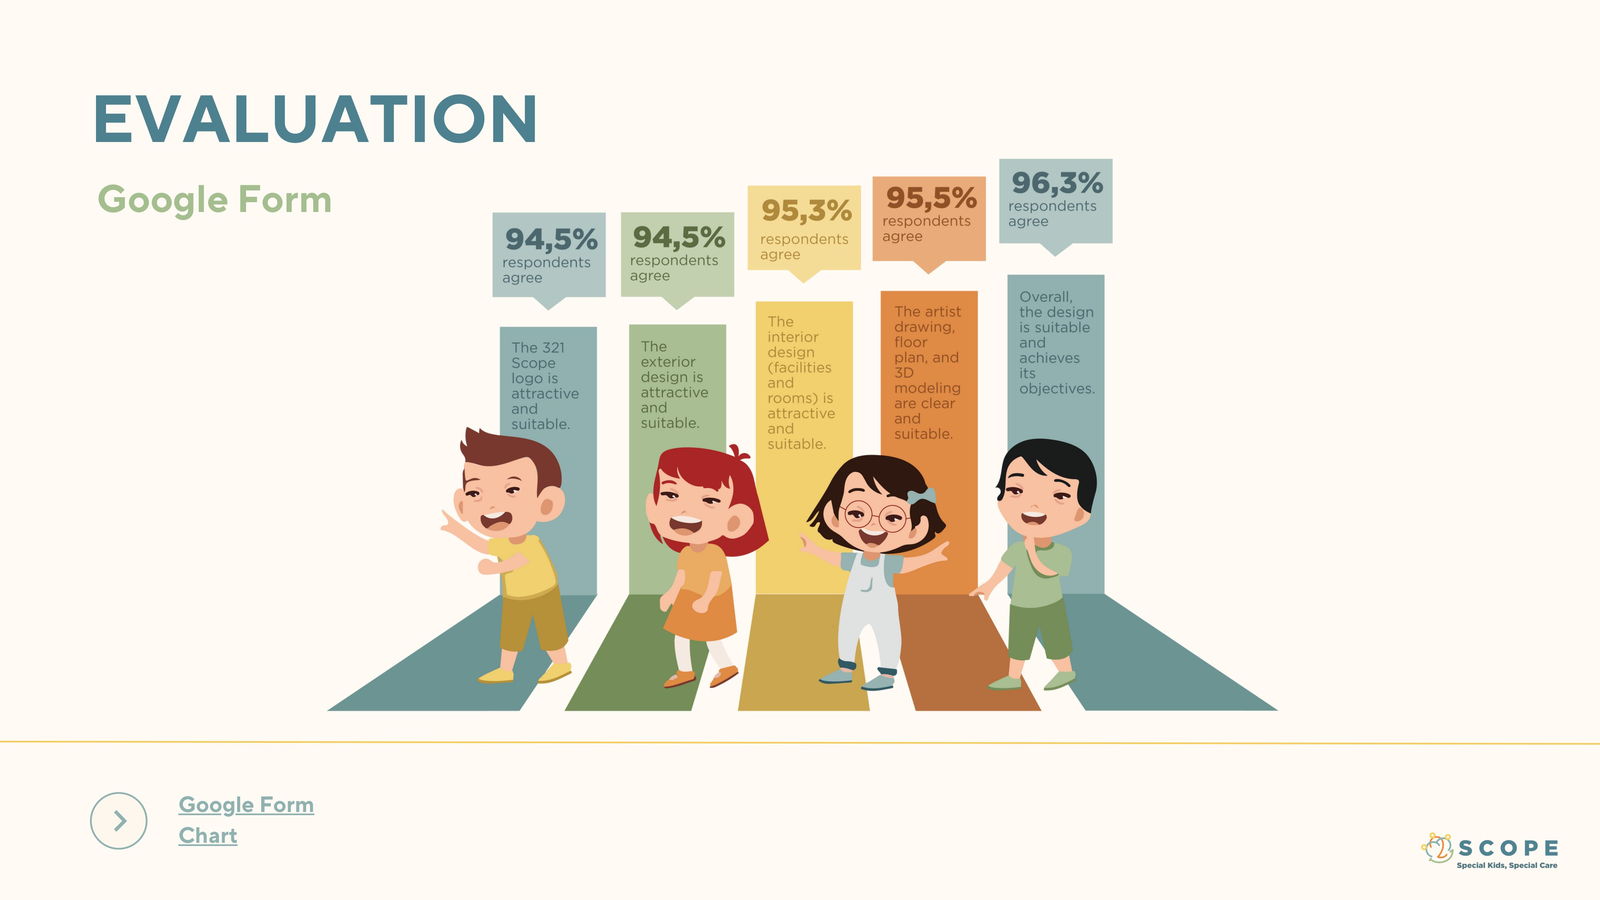 EVALUATION
Google Form
94,5%
respondents
agree
The 321
Scope
logo is
attractive
and
suitable.
94,5%
respondents
agree
The
exterior
design is
attractive
and
suitable.
95,3%
respondents
agree
The
interior
design
(facilities
and
rooms) is
attractive
and
suitable.
95,5%
respondents
agree
The artist
drawing,
floor
plan, and
3D
modeling
are clear
and
suitable.
96,3%
respondents
agree
Overall,
the design
is suitable
and
achieves
its
objectives.
Google Form
Chart
SCOPE
Special Kids, Special Care